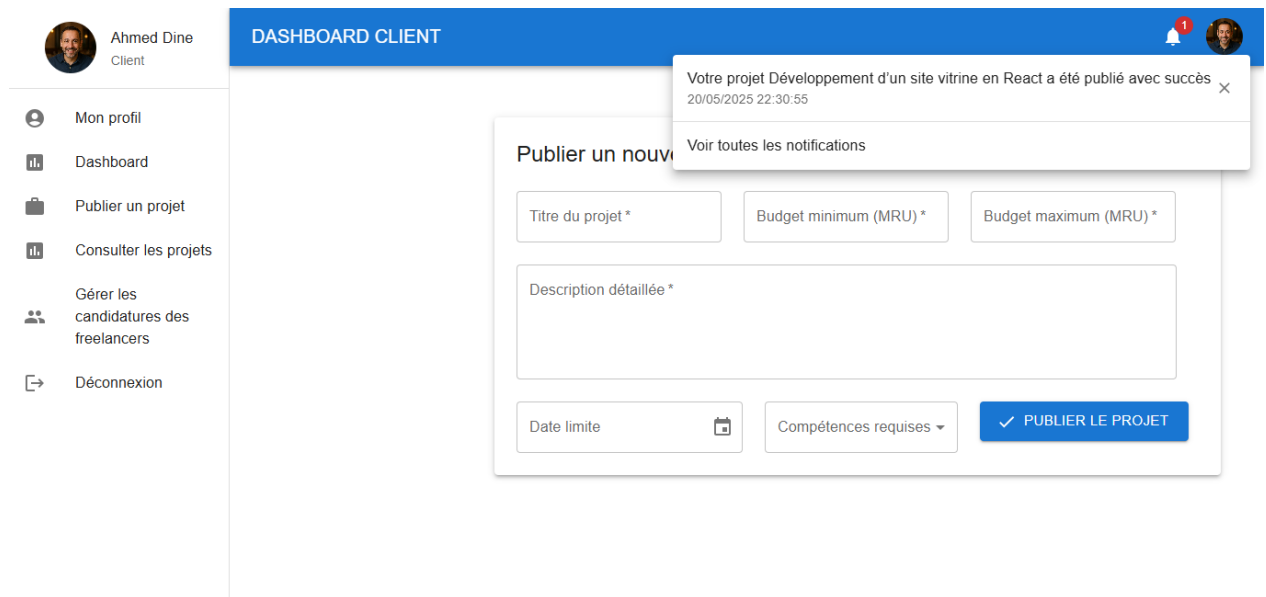 Ahmed Dine
Client
DASHBOARD CLIENT
1
Votre projet Développement d’un site vitrine en React a été publié avec succès
20/05/2025 22:30:55
Voir toutes les notifications
Mon profil
Dashboard
Publier un projet
Consulter les projets
Gérer les
candidatures des
freelancers
Déconnexion
Publier un
Titre du projet *
Budget minimum (MRU) *
Budget maximum (MRU) *
Description détaillée *
Date limite
Compétences requises
PUBLIER LE PROJET